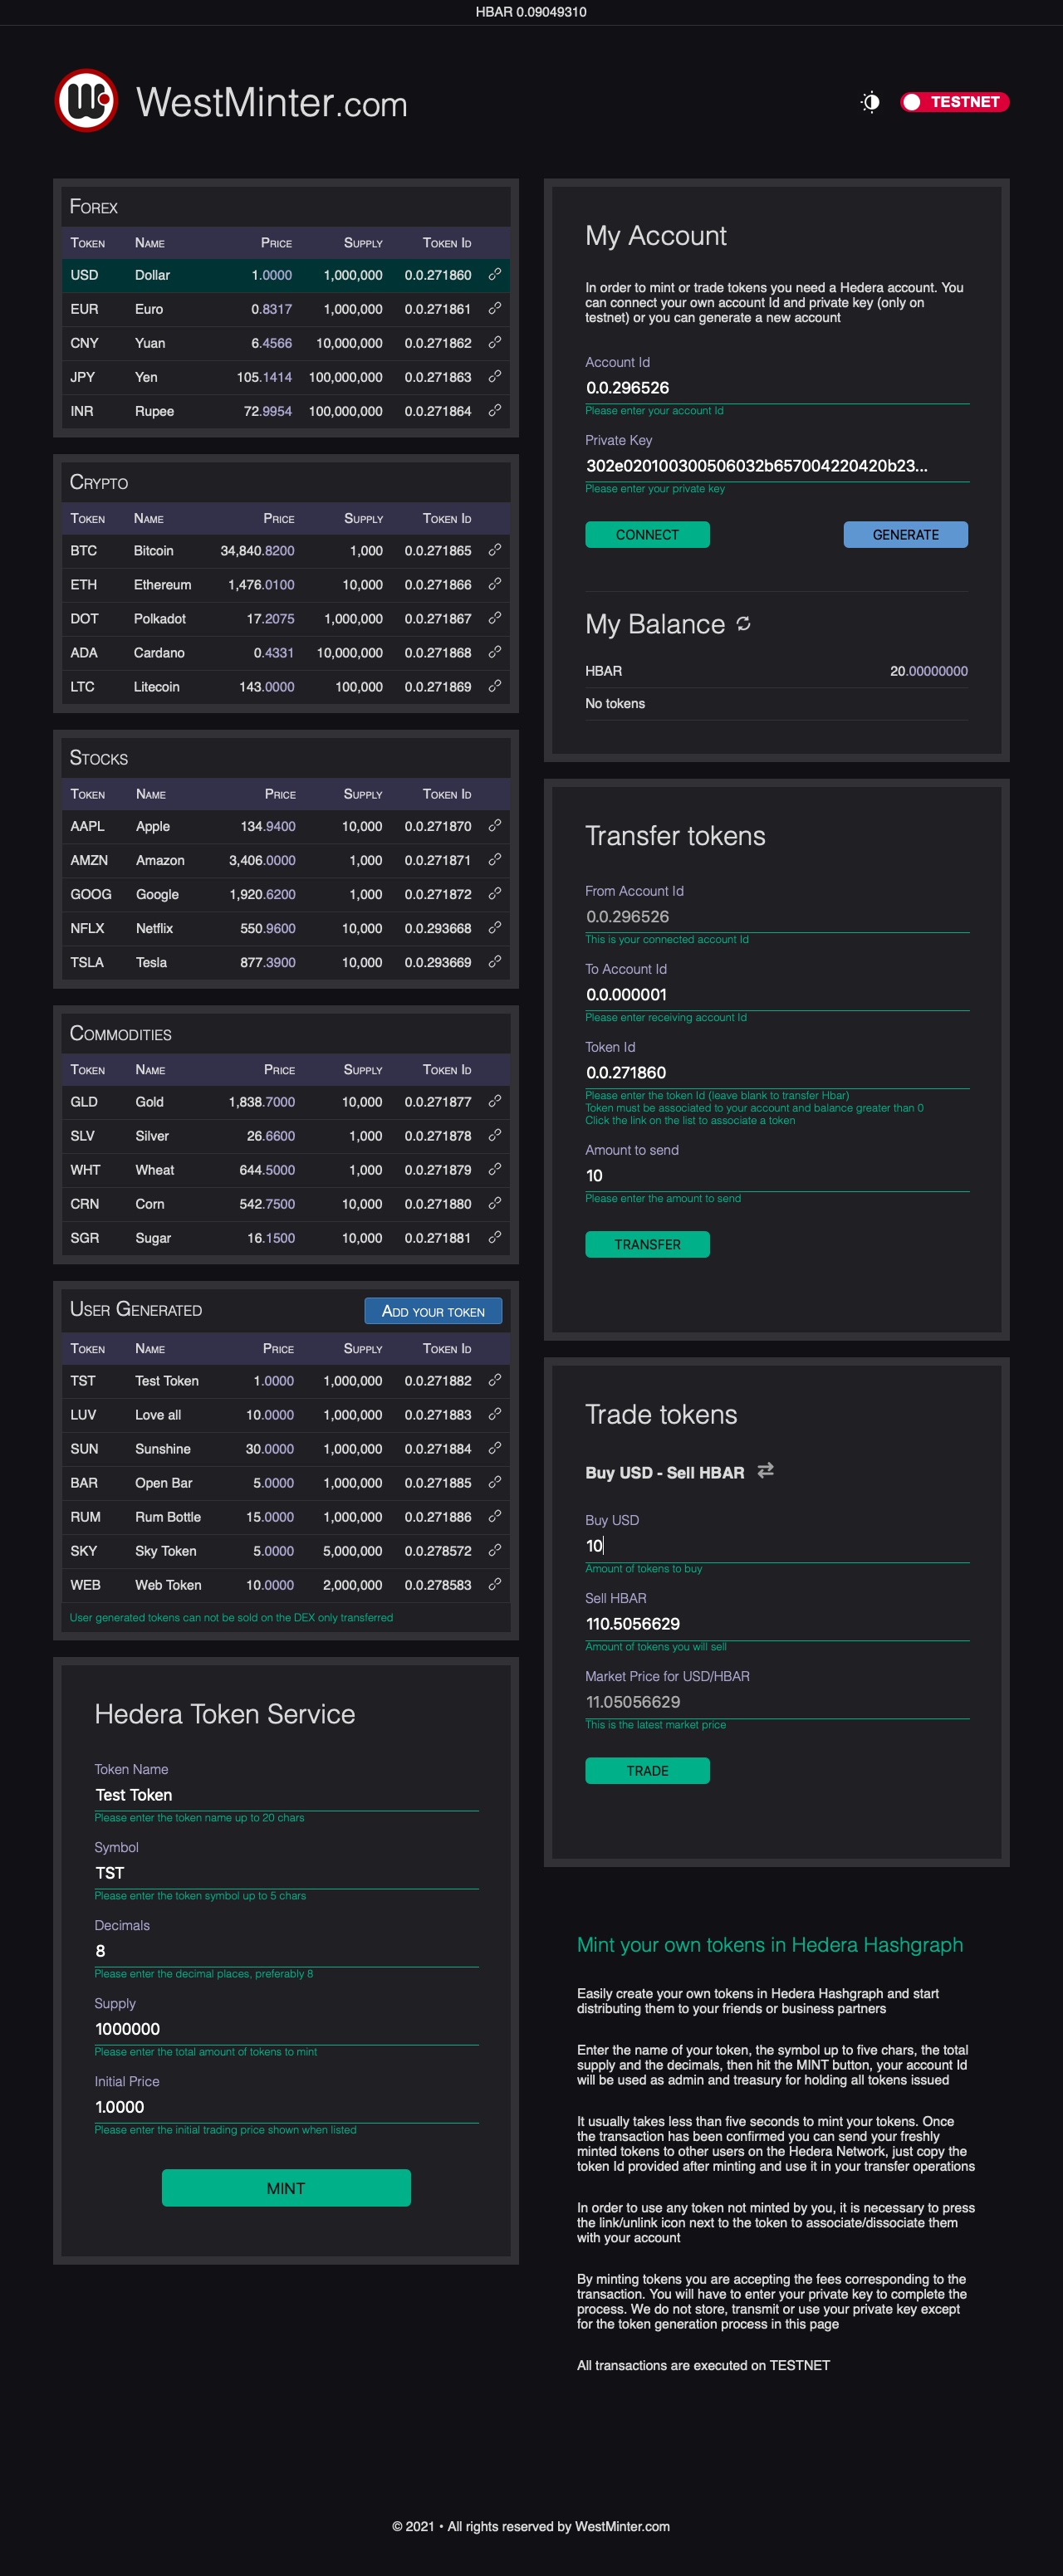 HBAR 0.09049310
WestMinter.com
TESTNET
Forex
Token Name Price Supply Token Id
USD Dollar 1.0000 1,000,000 0.0.271860
EUR Euro 0.8317 1,000,000 0.0.271861
CNY Yuan 6.4566 10,000,000 0.0.271862
JPY Yen 105.1414 100,000,000 0.0.271863
INR Rupee 72.9954 100,000,000 0.0.271864
Crypto
Token Name Price Supply Token Id
BTC Bitcoin 34,840.8200 1,000 0.0.271865
ETH Ethereum 1,476.0100 10,000 0.0.271866
DOT Polkadot 17.2075 1,000,000 0.0.271867
ADA Cardano 0.4331 10,000,000 0.0.271868
LTC Litecoin 143.0000 100,000 0.0.271869
Stocks
Token Name Price Supply Token Id
AAPL Apple 134.9400 10,000 0.0.271870
AMZN Amazon 3,406.0000 1,000 0.0.271871
GOOG Google 1,920.6200 1,000 0.0.271872
NFLX Netflix 550.9600 10,000 0.0.293668
TSLA Tesla 877.3900 10,000 0.0.293669
Commodities
Token Name Price Supply Token Id
GLD Gold 1,838.7000 10,000 0.0.271877
SLV Silver 26.6600 1,000 0.0.271878
WHT Wheat 644.5000 1,000 0.0.271879
CRN Corn 542.7500 10,000 0.0.271880
SGR Sugar 16.1500 10,000 0.0.271881
User Generated
Add your token
Token Name Price Supply Token Id
TST Test Token 1.0000 1,000,000 0.0.271882
LUV Love all 10.0000 1,000,000 0.0.271883
SUN Sunshine 30.0000 1,000,000 0.0.271884
BAR Open Bar 5.0000 1,000,000 0.0.271885
RUM Rum Bottle 15.0000 1,000,000 0.0.271886
SKY Sky Token 5.0000 1,000,000 0.0.278572
WEB Web Token 10.0000 2,000,000 0.0.278583
User generated tokens can not be sold on the DEX only transferred
Hedera Token Service
Token Name
Test Token
Please enter the token name up to 20 chars
Symbol
TST
Please enter the token symbol up to 5 chars
Decimals
8
Please enter the decimal places, preferably 8
Supply
1000000
Please enter the total amount of tokens to mint
Initial Price
1.0000
Please enter the initial trading price shown when listed
MINT
My Account
In order to mint or trade tokens you need a Hedera account. You
can connect your own account Id and private key (only on
testnet) or you can generate a new account
Account Id
0.0.296526
Please enter your account Id
Private Key
302e020100300506032b657004220420b23...
Please enter your private key
CONNECT
GENERATE
My Balance
HBAR 20.00000000
No tokens
Transfer tokens
From Account Id
0.0.296526
This is your connected account Id
To Account Id
0.0.000001
Please enter receiving account Id
Token Id
0.0.271860
Please enter the token Id (leave blank to transfer Hbar)
Token must be associated to your account and balance greater than 0
Click the link on the list to associate a token
Amount to send
10
Please enter the amount to send
TRANSFER
Trade tokens
Buy USD - Sell HBAR
Buy USD
10
Amount of tokens to buy
Sell HBAR
110.5056629
Amount of tokens you will sell
Market Price for USD/HBAR
11.05056629
This is the latest market price
TRADE
Mint your own tokens in Hedera Hashgraph
Easily create your own tokens in Hedera Hashgraph and start
distributing them to your friends or business partners
Enter the name of your token, the symbol up to five chars, the total
supply and the decimals, then hit the MINT button, your account Id
will be used as admin and treasury for holding all tokens issued
It usually takes less than five seconds to mint your tokens. Once
the transaction has been confirmed you can send your freshly
minted tokens to other users on the Hedera Network, just copy the
token Id provided after minting and use it in your transfer operations
In order to use any token not minted by you, it is necessary to press
the link/unlink icon next to the token to associate/dissociate them
with your account
By minting tokens you are accepting the fees corresponding to the
transaction. You will have to enter your private key to complete the
process. We do not store, transmit or use your private key except
for the token generation process in this page
All transactions are executed on TESTNET
© 2021 • All rights reserved by WestMinter.com